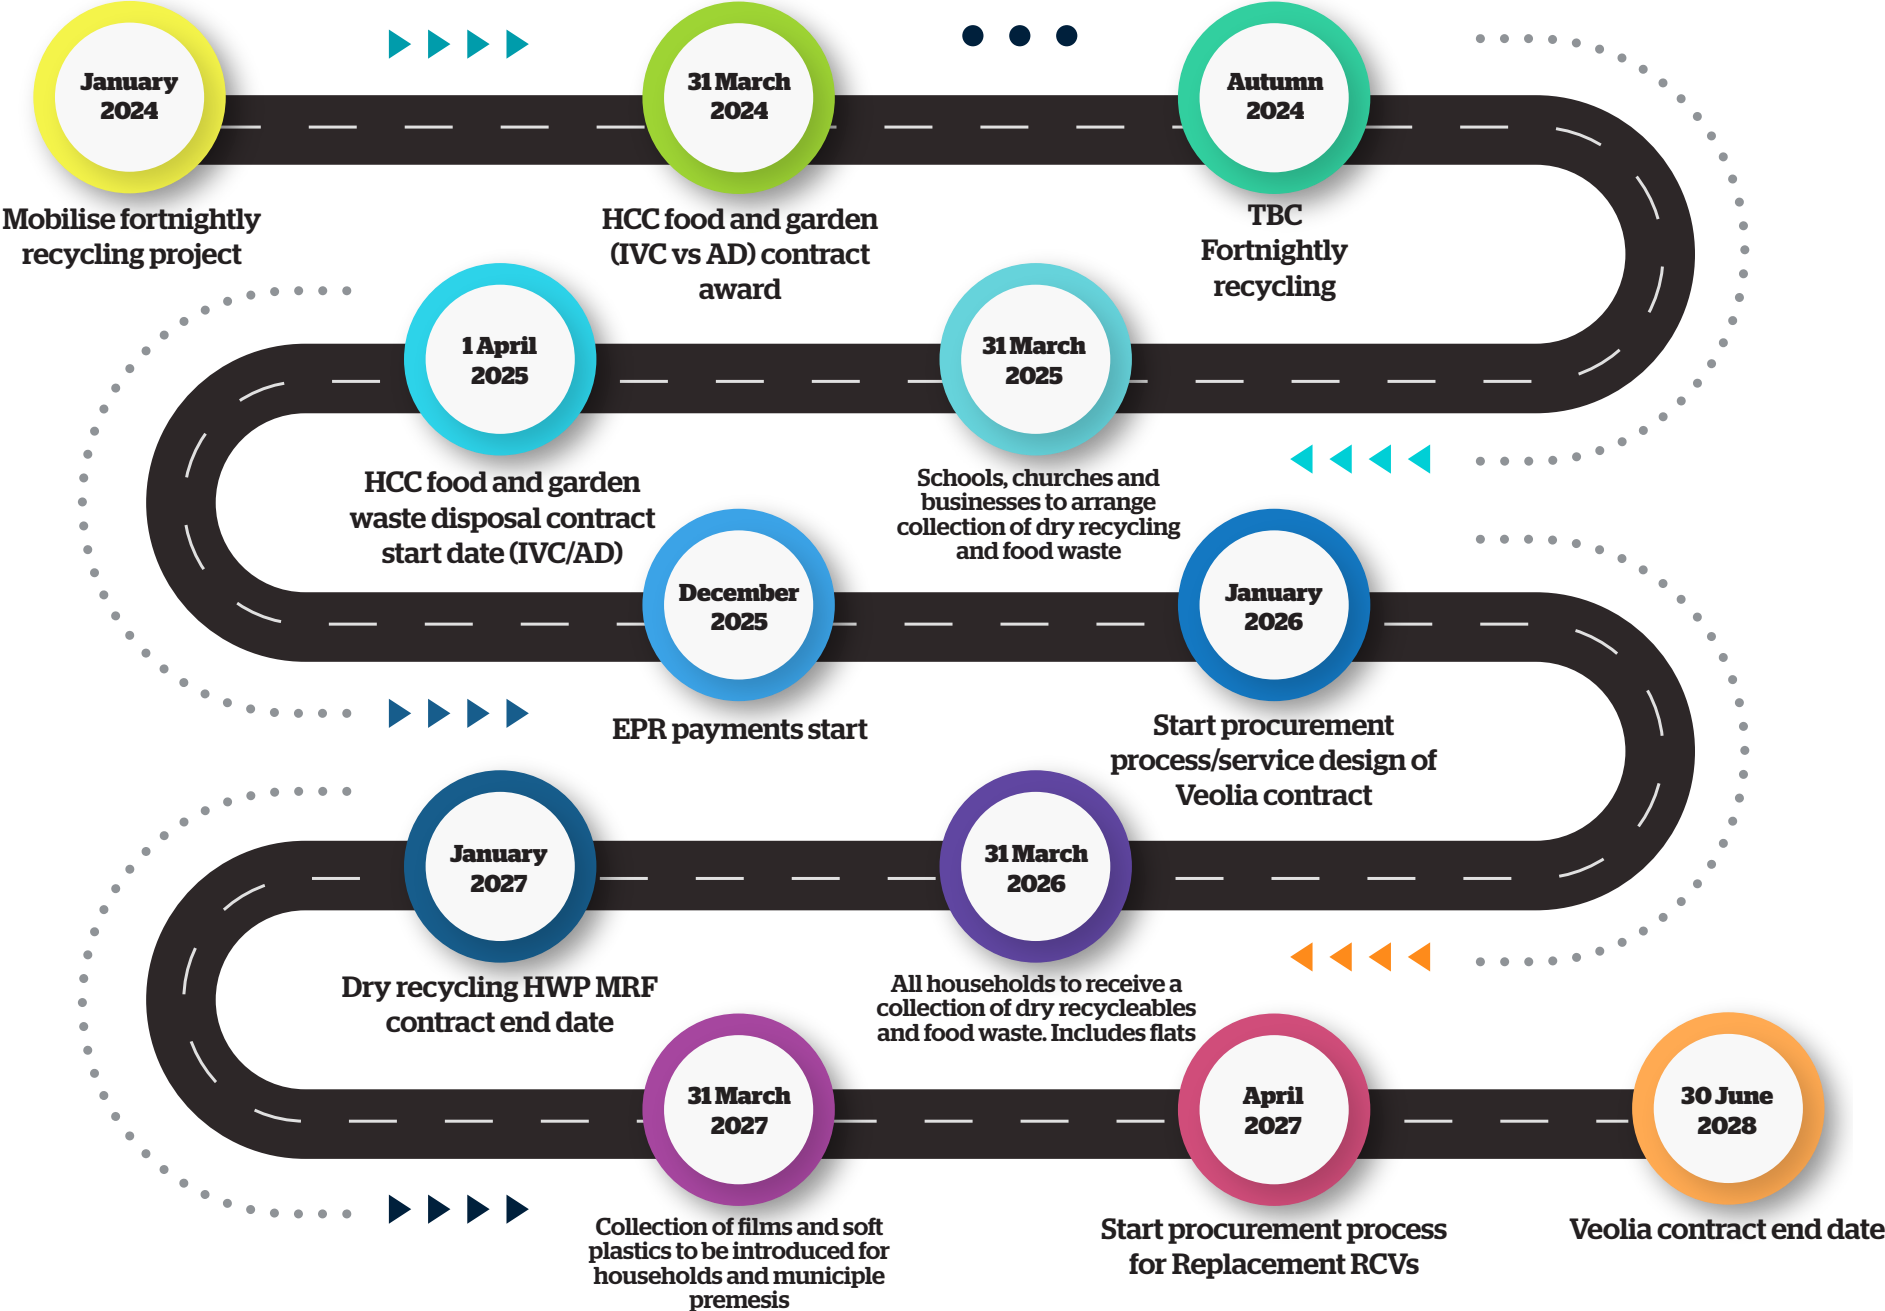 January
2024
Mobilise fortnightly
recycling project
31 March
2024
HCC food and garden
(IVC vs AD) contract
award
Autumn
2024
TBC
Fortnightly
recycling
31 March
2025
Schools, churches and
businesses to arrange
collection of dry recycling
and food waste
1 April
2025
HCC food and garden
waste disposal contract
start date (IVC/AD)
December
2025
EPR payments start
January
2026
Start procurement
process/service design of
Veolia contract
31 March
2026
All households to receive a
collection of dry recycleables
and food waste. Includes flats
January
2027
Dry recycling HWP MRF
contract end date
31 March
2027
Collection of films and soft
plastics to be introduced for
households and municiple
premesis
April
2027
Start procurement process
for Replacement RCVs
30 June
2028
Veolia contract end date